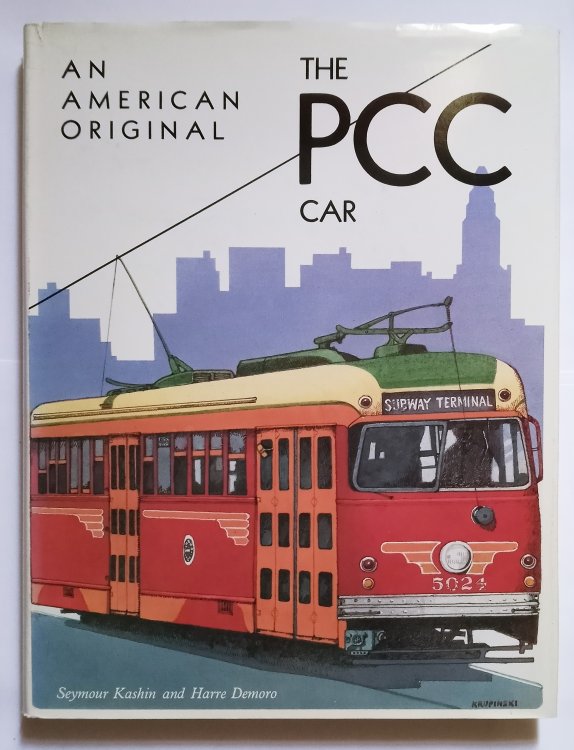 AN
AMERICAN
ORIGINAL
THE
PCC
CAR
SUBWAY TERMINAL
5024
Seymour Kashin and Harre Demoro
KRUPINSKI